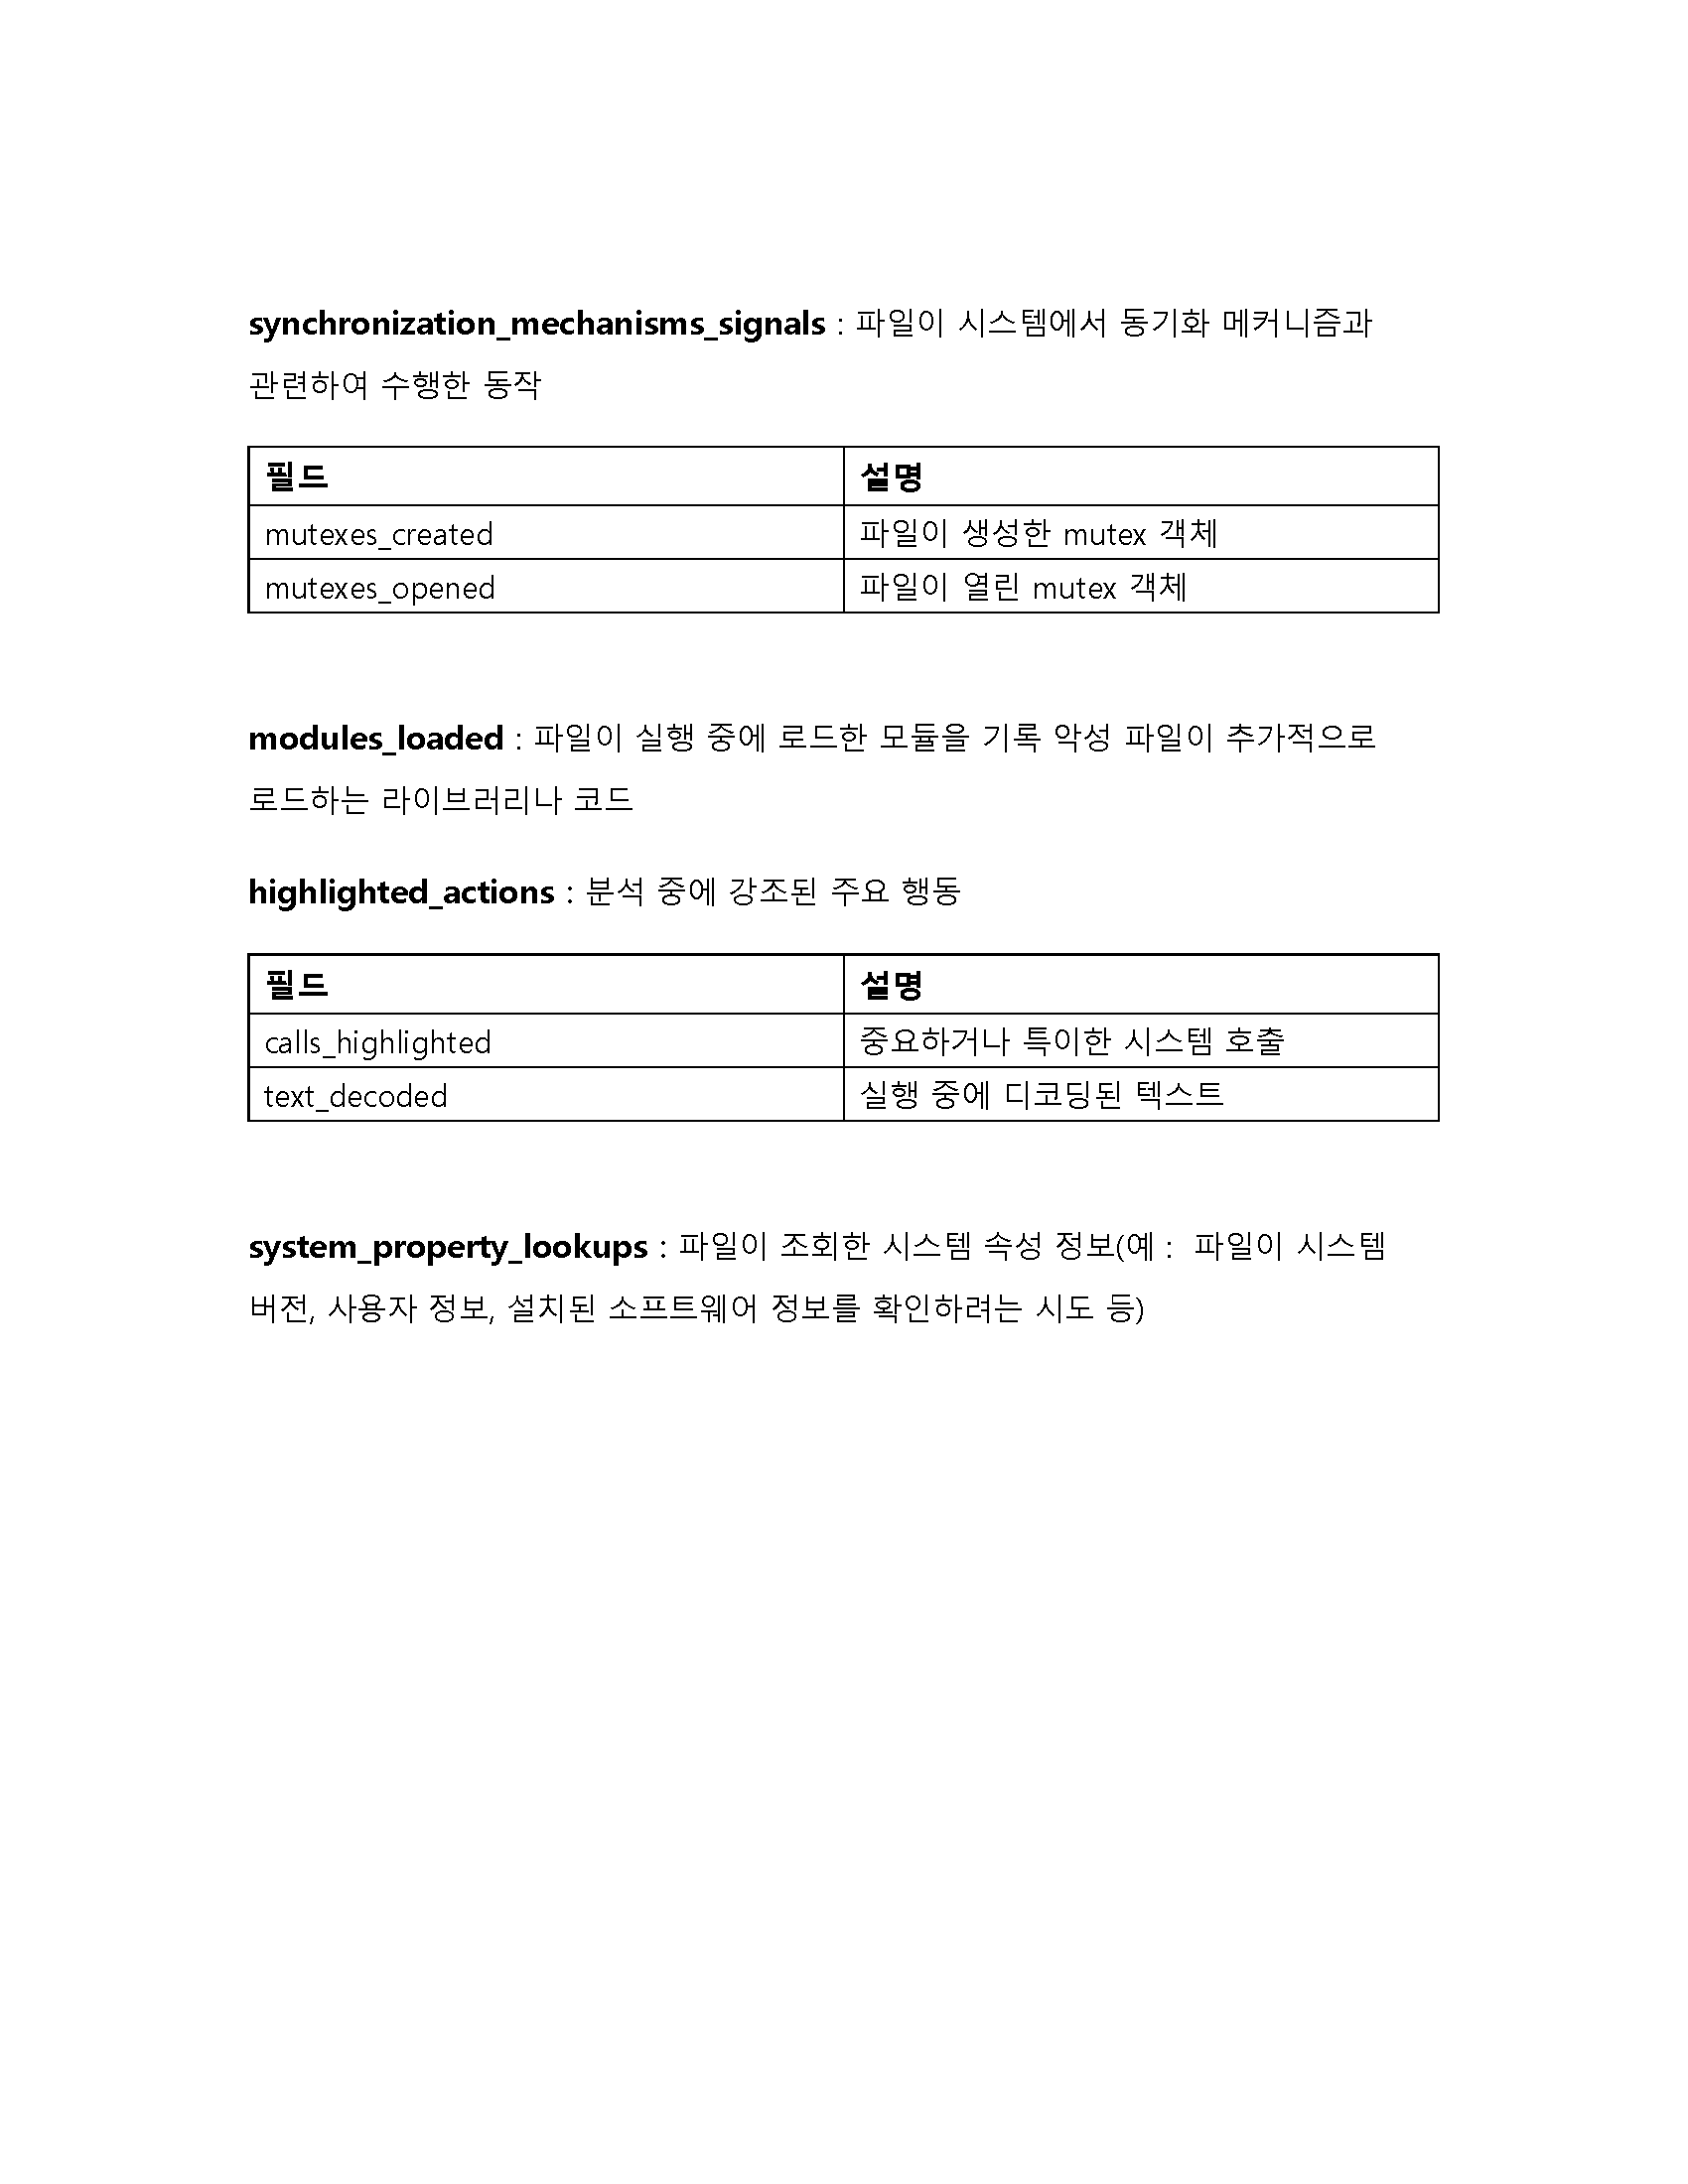 synchronization_mechanisms_signals : 파일이 시스템에서 동기화 메커니즘과
관련하여 수행한 동작
필드 설명
mutexes_created 파일이 생성한 mutex 객체
mutexes_opened 파일이 열린 mutex 객체
modules_loaded : 파일이 실행 중에 로드한 모듈을 기록 악성 파일이 추가적으로
로드하는 라이브러리나 코드
highlighted_actions : 분석 중에 강조된 주요 행동
필드 설명
calls_highlighted 중요하거나 특이한 시스템 호출
text_decoded 실행 중에 디코딩된 텍스트
system_property_lookups : 파일이 조회한 시스템 속성 정보(예 :  파일이 시스템
버전, 사용자 정보, 설치된 소프트웨어 정보를 확인하려는 시도 등)